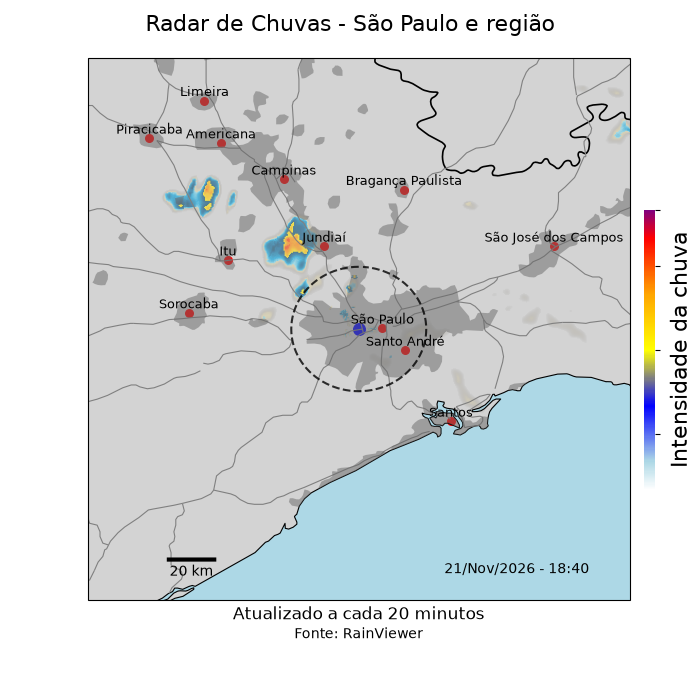 Radar de Chuvas - São Paulo e região
Limeira
Piracicaba
Americana
Campinas
Bragança Paulista
Jundiaí
São José dos Campos
Itu
Sorocaba
São Paulo
Santo André
Santos
Intensidade da chuva
20 km
21/Nov/2026 - 18:40
Atualizado a cada 20 minutos
Fonte: RainViewer